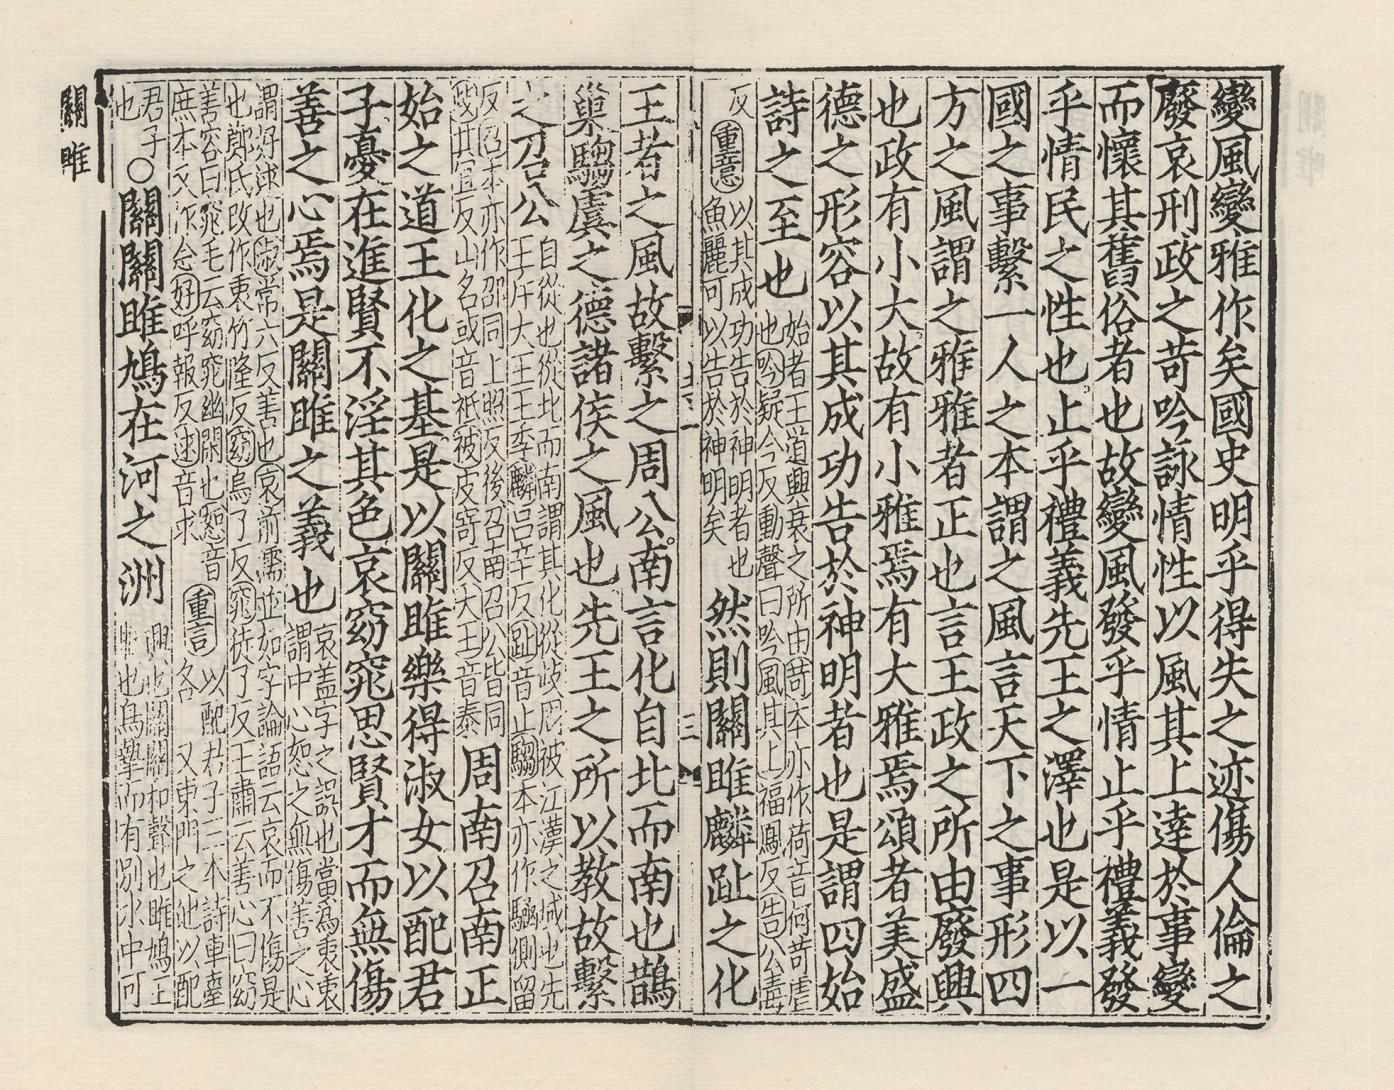 變風變雅作矣國史明乎得失之迹傷人倫之
廢哀刑政之苛吟詠情性以風其上達於事變
而懷其舊俗者也故變風發乎情止乎禮義發
乎情民之性也止乎禮義先王之澤也是以一
國之事繫一人之本謂之風言天下之事形四
方之風謂之雅雅者正也言王政之所由廢興
也政有小大故有小雅焉有大雅焉頌者美盛
德之形容以其成功告於神明者也是謂四始
詩之至也
始者王道興衰之所由苛本亦作荷音何苛虐
也吟疑今反動聲曰吟風其上福鳳反告公毒
反
重意
以其成功告於神明者也
魚麗可以告於神明矣
然則關雎麟趾之化
王者之風故繫之周公南言化自北而南也鵲
巢騶虞之德諸侯之風也先王之所以教故繫
之召公
自從也從北而南謂其化從岐周被江漢之域也先
王斥大王王季麟呂辛反趾音止騶本亦作驺側留
反召本亦作邵同上照反後召南召公皆同
岐其宜反山名或音祇被皮寄反大王音泰
周南召南正
始之道王化之基是以關雎樂得淑女以配君
子憂在進賢不淫其色哀窈窕思賢才而無傷
善之心焉是關雎之義也
哀蓋字之誤也當為衷衷
謂中心恕之無傷善之心
謂好逑也淑常六反善也哀前儒並如字論語云哀而不傷是
也鄭氏改作衷竹隆反窈烏了反窕徒了反王肅云善心曰窈
善容曰窕毛云窈窕幽閒也恕音
庶本又作念好呼報反逑音求
重言
以配君子三本詩車舝
名 又東門之池以配
君子
也
○關關雎鳩在河之洲
興也關關和聲也雎鳩王
雎也鳥摯而有別水中可
關雎